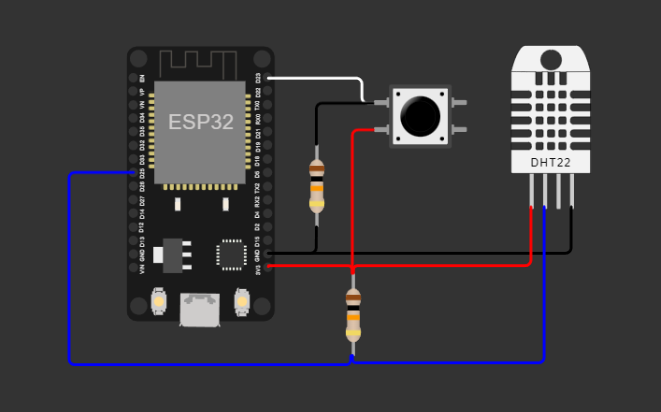 EN
VP
VN
D34
D35
D32
D33
D25
D26
D27
D14
D12
D13
GND
VIN
ESP32
D23
D22
TX0
RX0
D21
D19
D18
D5
TX2
RX2
D4
D2
D15
GND
3V3
DHT22